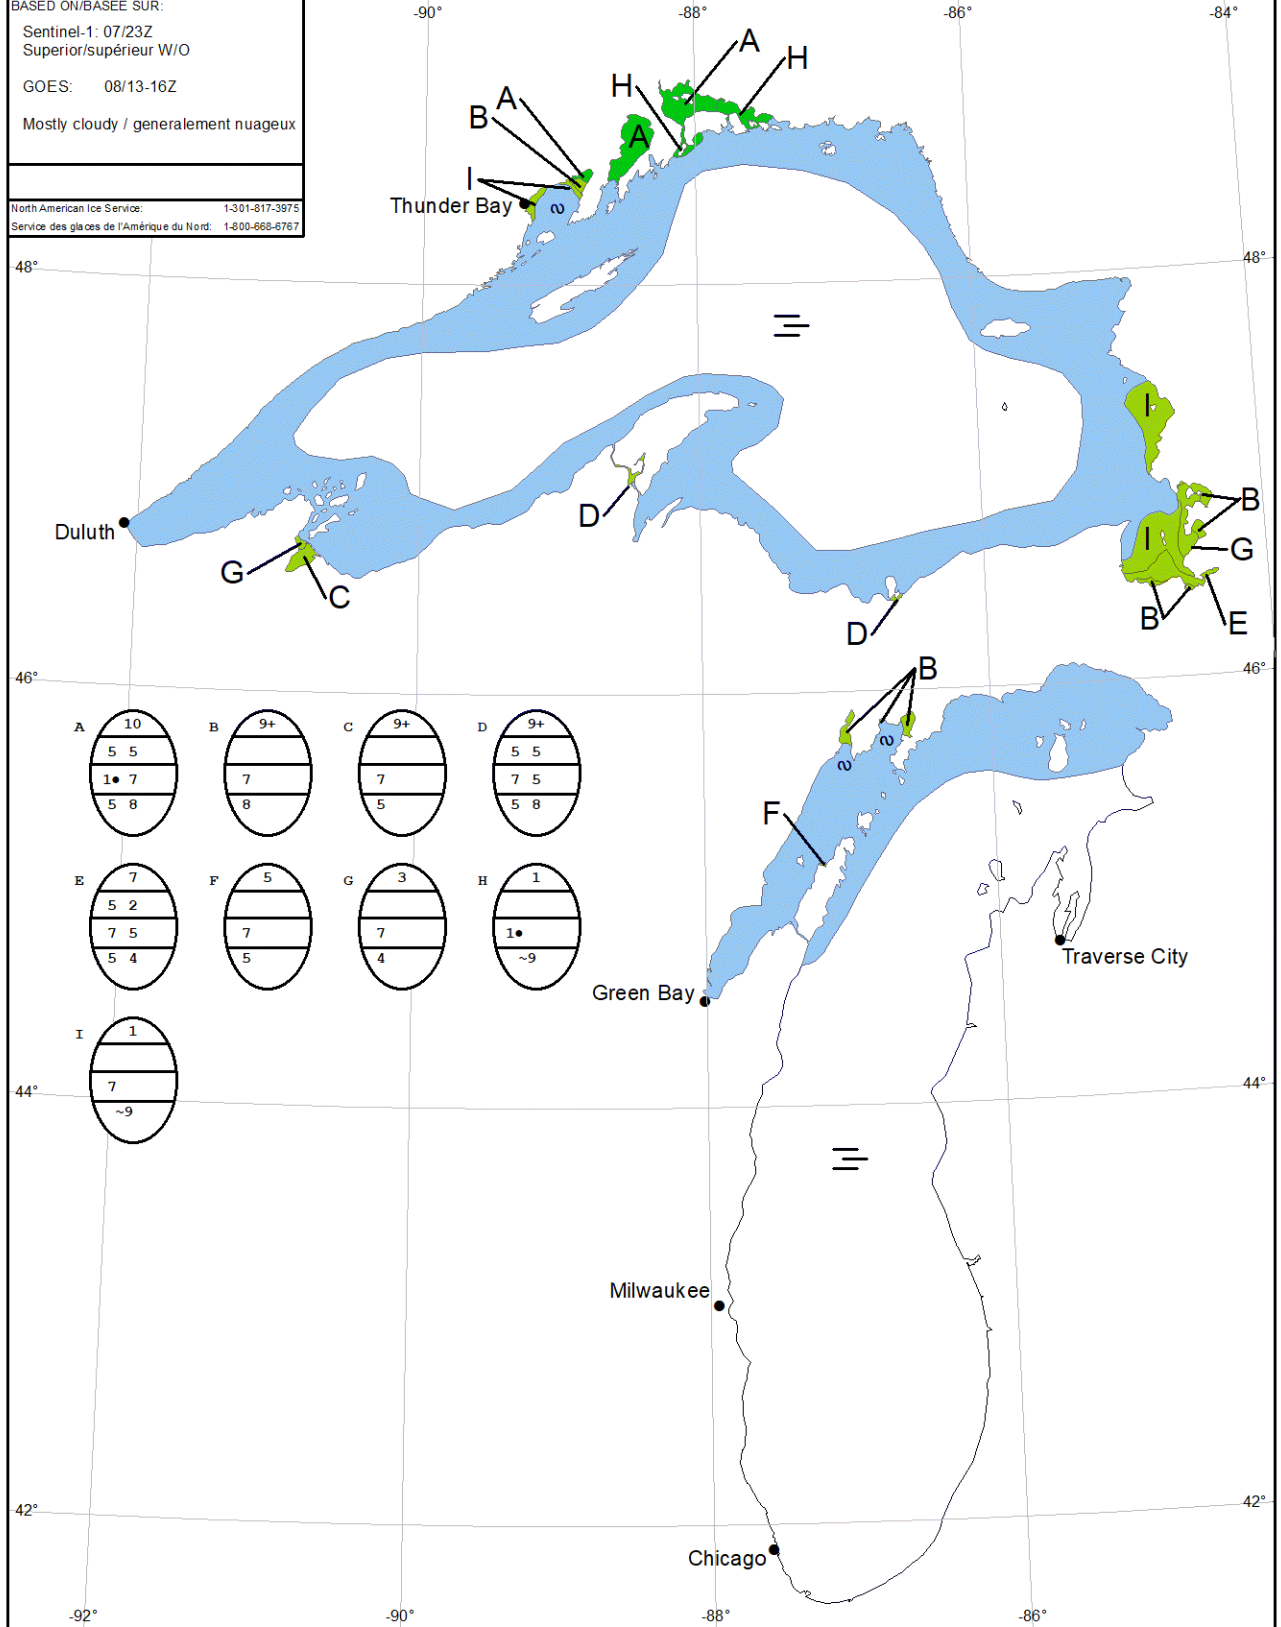 BASED ON/BASÉE SUR:
Sentinel-1: 07/23Z
Superior/supérieur W/O
GOES: 08/13-16Z
Mostly cloudy / generalement nuageux
North American Ice Service: 1-301-817-3975
Service des glaces de l'Amérique du Nord: 1-800-668-6767
-90° -88° -86° -84°
A
H
H
A
B
A
I
Thunder Bay
48° 48°
I
Duluth
D
B
I
G
G
C
B
E
D
46° 46°
B
A 10
5 5
1• 7
5 8
B 9+
7
8
C 9+
7
5
D 9+
5 5
7 5
5 8
F
E 7
5 2
7 5
5 4
F 5
7
5
G 3
7
4
H 1
1•
~9
Traverse City
Green Bay
I 1
7
~9
44° 44°
Milwaukee
42° 42°
Chicago
-92° -90° -88° -86°